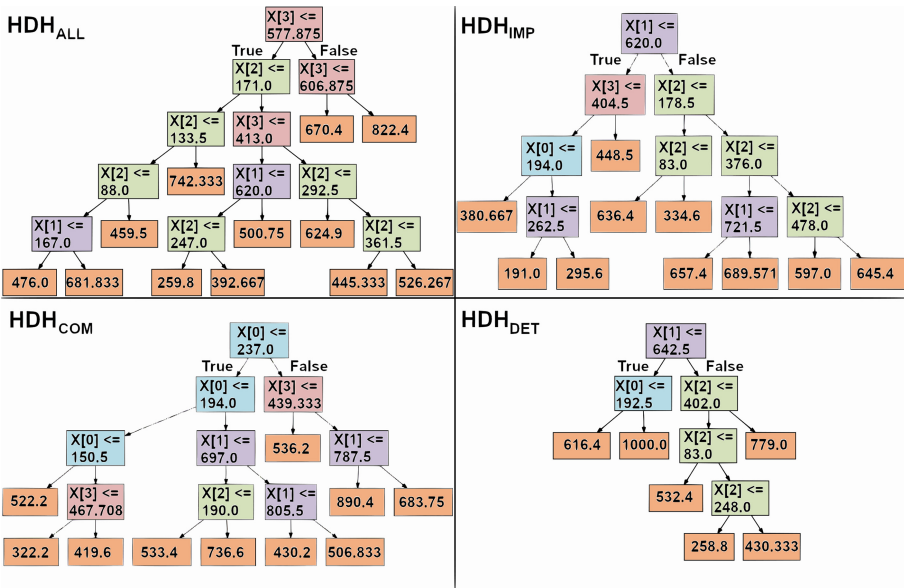 HDH_ALL
X[3] <=
577.875
True False
X[2] <=
171.0
X[3] <=
606.875
X[2] <=
133.5
X[3] <=
413.0
670.4
822.4
X[2] <=
88.0
742.333
X[1] <=
620.0
X[2] <=
292.5
X[1] <=
167.0
459.5
X[2] <=
247.0
500.75
624.9
X[2] <=
361.5
476.0
681.833
259.8
392.667
445.333
526.267
HDH_IMP
X[1] <=
620.0
True False
X[3] <=
404.5
X[2] <=
178.5
X[0] <=
194.0
448.5
X[2] <=
83.0
X[2] <=
376.0
380.667
X[1] <=
262.5
636.4
334.6
X[1] <=
721.5
X[2] <=
478.0
191.0
295.6
657.4
689.571
597.0
645.4
HDH_COM
X[0] <=
237.0
True False
X[0] <=
194.0
X[3] <=
439.333
X[0] <=
150.5
X[1] <=
697.0
536.2
X[1] <=
787.5
522.2
X[3] <=
467.708
X[2] <=
190.0
X[1] <=
805.5
890.4
683.75
322.2
419.6
533.4
736.6
430.2
506.833
HDH_DET
X[1] <=
642.5
True False
X[0] <=
192.5
X[2] <=
402.0
616.4
1000.0
X[2] <=
83.0
779.0
532.4
X[2] <=
248.0
258.8
430.333